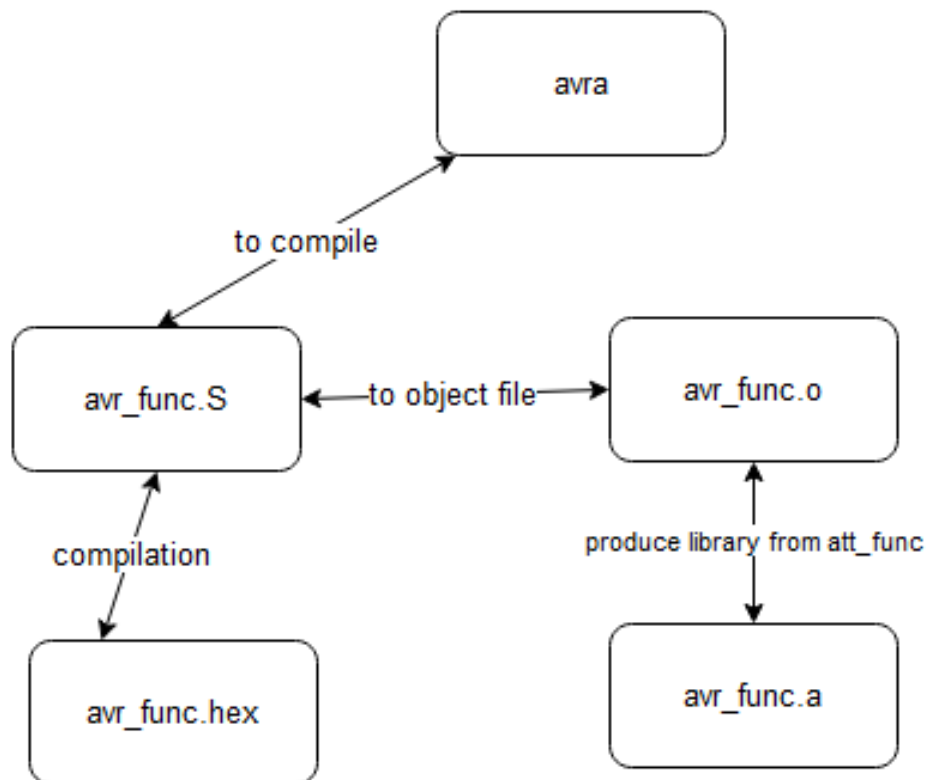 avra
to compile
avr_func.S
to object file
avr_func.o
compilation
produce library from att_func
avr_func.hex
avr_func.a